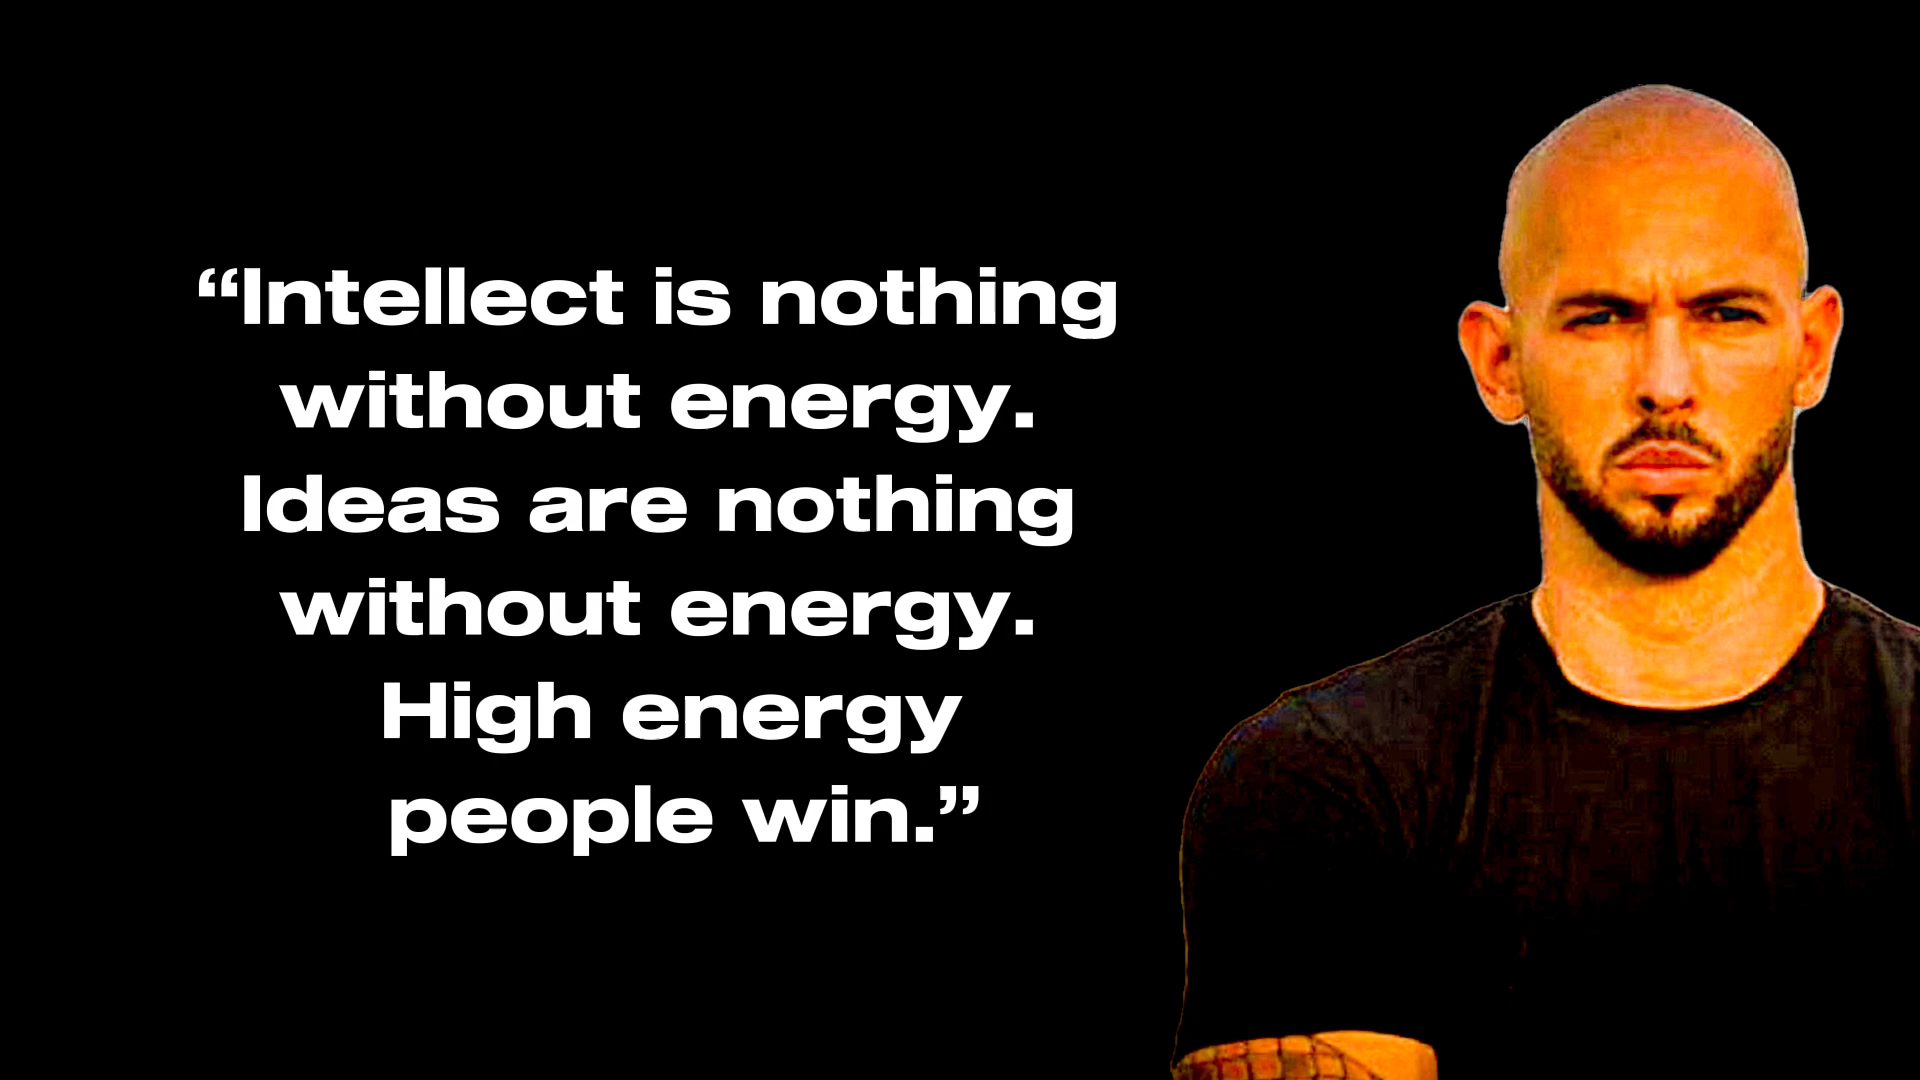 “Intellect is nothing
without energy.
Ideas are nothing
without energy.
High energy
people win.”